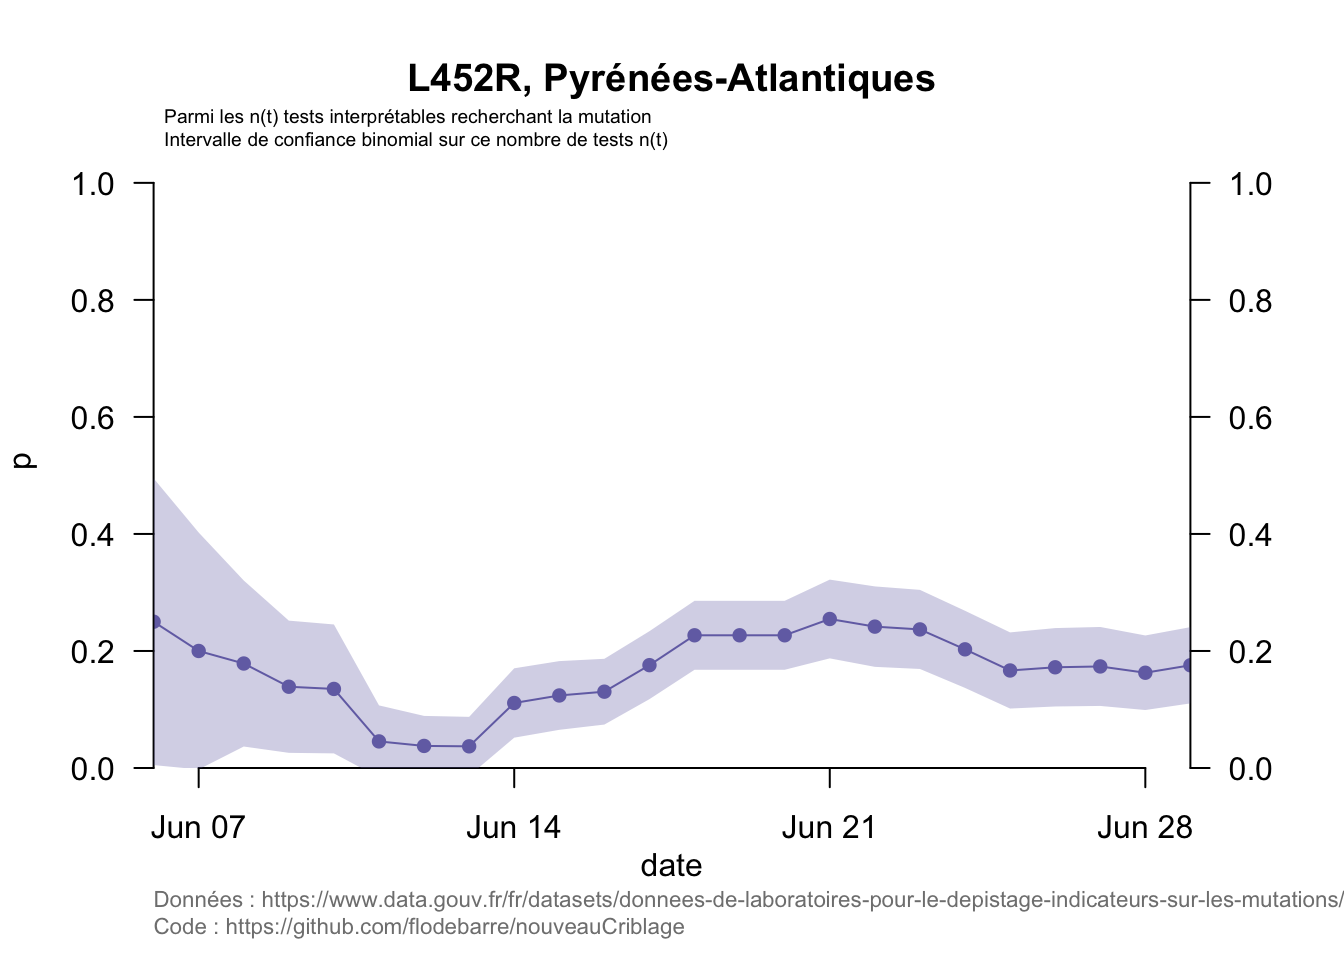 L452R, Pyrénées-Atlantiques
Parmi les n(t) tests interprétables recherchant la mutation
Intervalle de confiance binomial sur ce nombre de tests n(t)
1.0
0.8
0.6
0.4
0.2
0.0
p
1.0
0.8
0.6
0.4
0.2
0.0
Jun 07 Jun 14 Jun 21 Jun 28
date
Données : https://www.data.gouv.fr/fr/datasets/donnees-de-laboratoires-pour-le-depistage-indicateurs-sur-les-mutations/
Code : https://github.com/flodebarre/nouveauCriblage